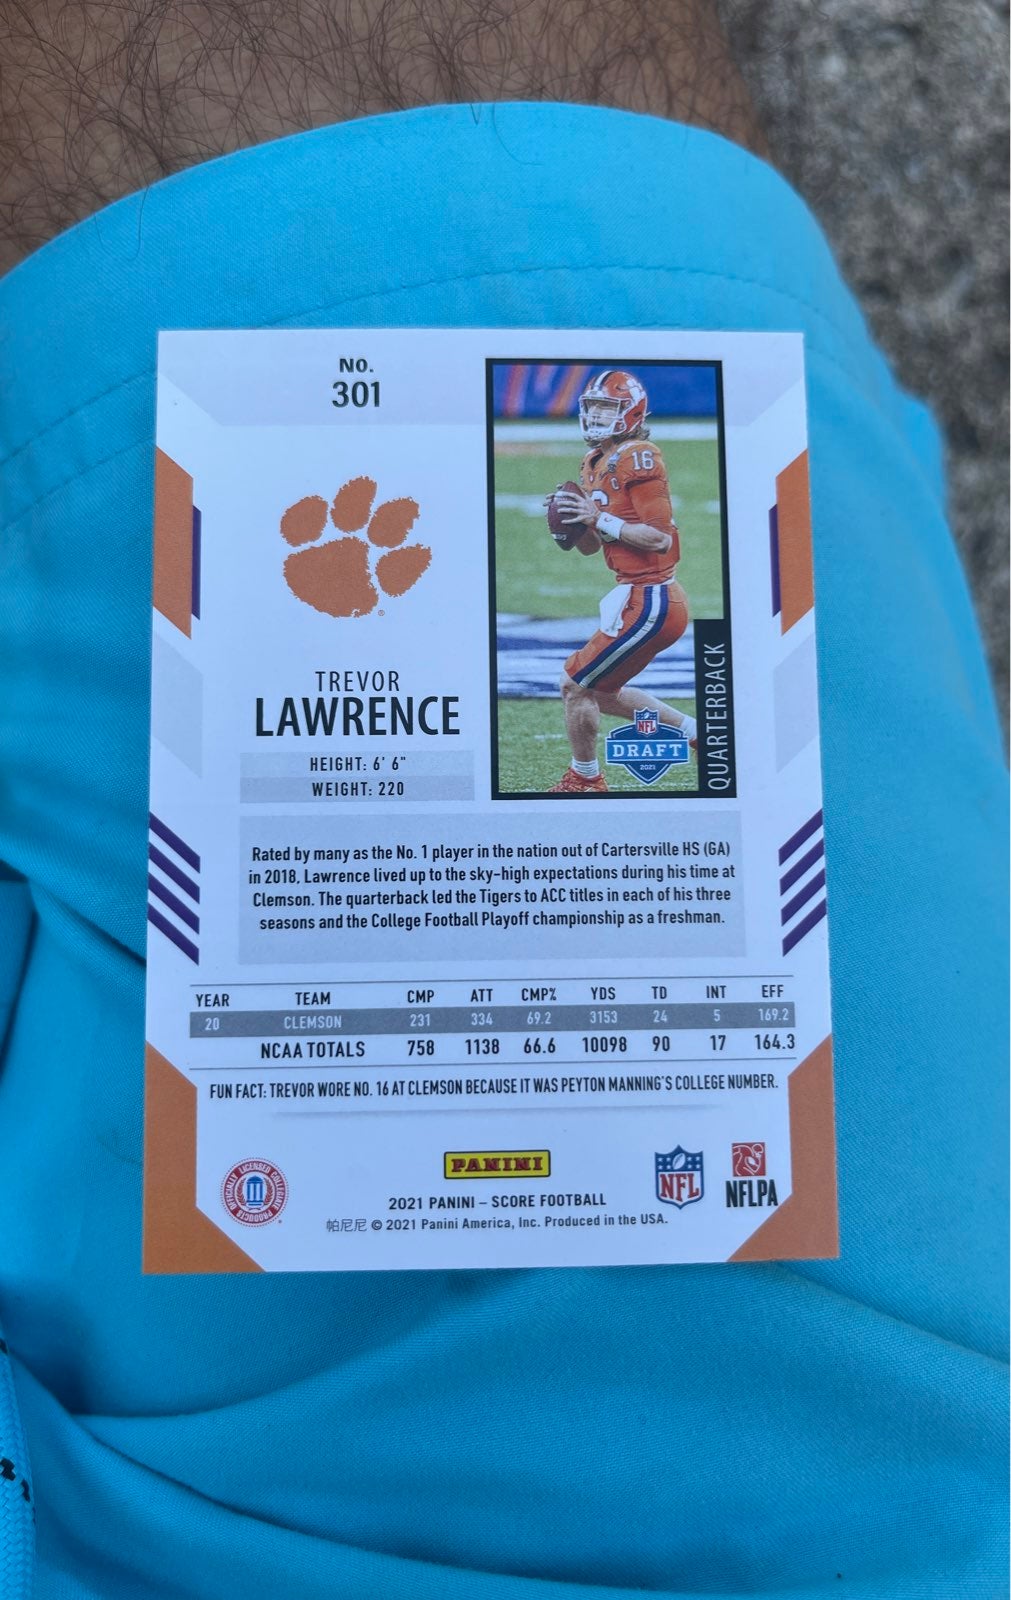 NO.
301
16
QUARTERBACK
NFL
DRAFT
2021
TREVOR
LAWRENCE
HEIGHT: 6' 6"
WEIGHT: 220
Rated by many as the No. 1 player in the nation out of Cartersville HS (GA)
in 2018, Lawrence lived up to the sky-high expectations during his time at
Clemson. The quarterback led the Tigers to ACC titles in each of his three
seasons and the College Football Playoff championship as a freshman.
YEAR TEAM CMP ATT CMP% YDS TD INT EFF
20 CLEMSON 231 334 69.2 3153 24 5 169.2
NCAA TOTALS 758 1138 66.6 10098 90 17 164.3
FUN FACT: TREVOR WORE NO. 16 AT CLEMSON BECAUSE IT WAS PEYTON MANNING'S COLLEGE NUMBER.
OFFICIALLY LICENSED COLLEGIATE PRODUCTS
PANINI
NFL
NFLPA
2021 PANINI – SCORE FOOTBALL
帕尼尼 © 2021 Panini America, Inc. Produced in the USA.